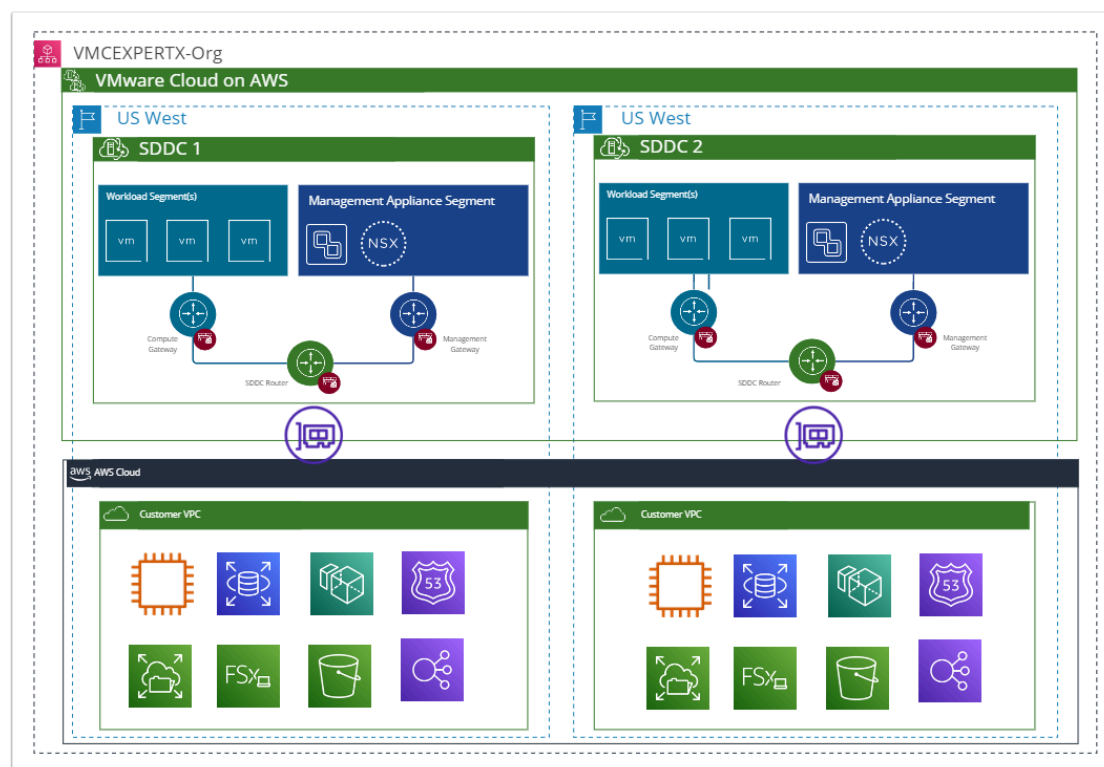 VMCEXPERTX-Org
VMware Cloud on AWS
US West
SDDC 1
Workload Segment(s)
vm
vm
vm
Management Appliance Segment
NSX
Compute
Gateway
Management
Gateway
SDDC Router
US West
SDDC 2
Workload Segment(s)
vm
vm
vm
Management Appliance Segment
NSX
Compute
Gateway
Management
Gateway
SDDC Router
aws AWS Cloud
Customer VPC
53
FSx
Customer VPC
53
FSx